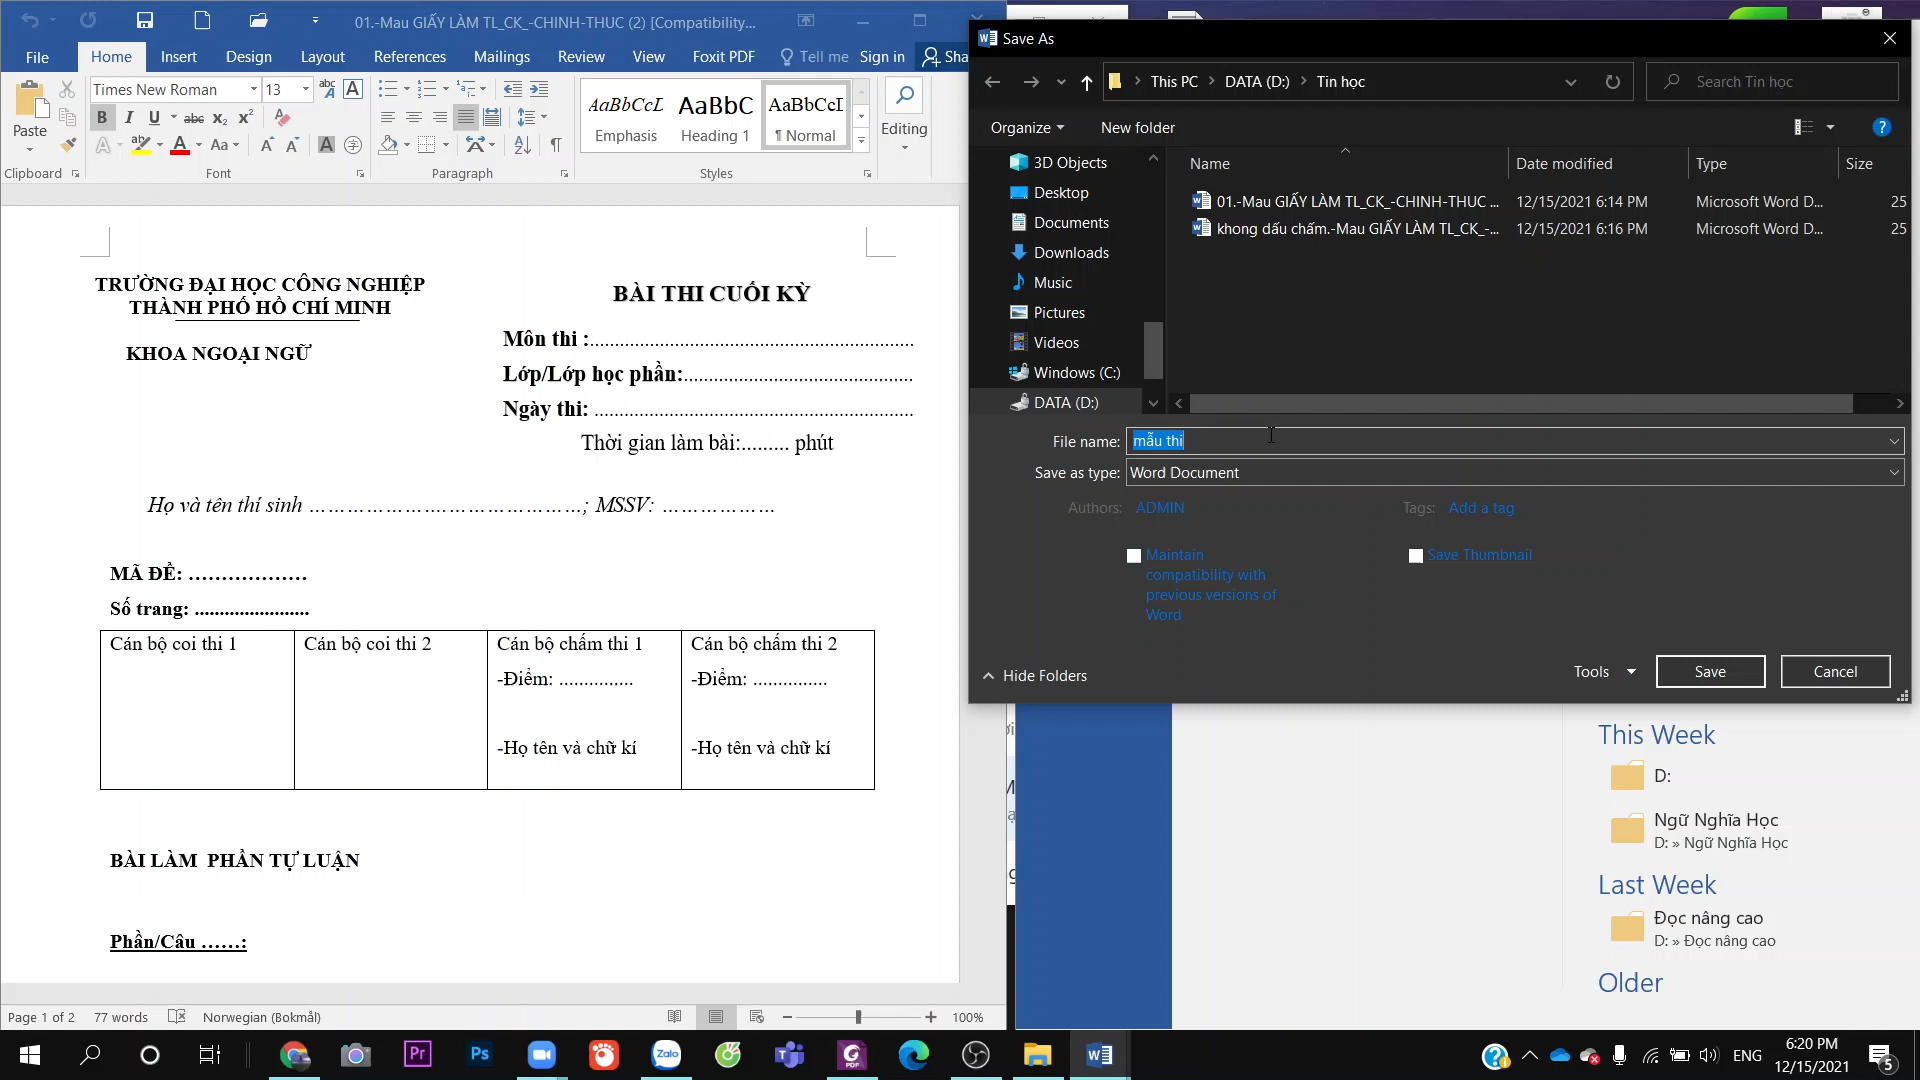 01.-Mau GIẤY LÀM TL_CK_-CHINH-THUC (2) [Compatibility...
File
Home
Insert
Design
Layout
References
Mailings
Review
View
Foxit PDF
Tell me
Sign in
Sha
Paste
Clipboard
Times New Roman
13
Font
Paragraph
AaBbCcL
AaBbC
AaBbCcI
Emphasis
Heading 1
¶ Normal
Styles
Editing
TRƯỜNG ĐẠI HỌC CÔNG NGHIỆP
THÀNH PHỐ HỒ CHÍ MINH
KHOA NGOẠI NGỮ
BÀI THI CUỐI KỲ
Môn thi :.................................................................
Lớp/Lớp học phần:..............................................
Ngày thi: ................................................................
Thời gian làm bài:......... phút
Họ và tên thí sinh ……………………………………; MSSV: ………………
MÃ ĐỀ: ………………
Số trang: .......................
Cán bộ coi thi 1
Cán bộ coi thi 2
Cán bộ chấm thi 1
Cán bộ chấm thi 2
-Điểm: ...............
-Điểm: ...............
-Họ tên và chữ kí
-Họ tên và chữ kí
BÀI LÀM  PHẦN TỰ LUẬN
Phần/Câu ……:
Page 1 of 2
77 words
Norwegian (Bokmål)
100%
Save As
This PC
DATA (D:)
Tin học
Search Tin học
Organize
New folder
3D Objects
Desktop
Documents
Downloads
Music
Pictures
Videos
Windows (C:)
DATA (D:)
Name
Date modified
Type
Size
01.-Mau GIẤY LÀM TL_CK_-CHINH-THUC ...
12/15/2021 6:14 PM
Microsoft Word D...
25
khong dấu chấm.-Mau GIẤY LÀM TL_CK_-...
12/15/2021 6:16 PM
Microsoft Word D...
25
File name:
mẫu thi
Save as type:
Word Document
Authors:
ADMIN
Tags:
Add a tag
Maintain
compatibility with
previous versions of
Word
Save Thumbnail
Hide Folders
Tools
Save
Cancel
This Week
D:
Ngữ Nghĩa Học
D: » Ngữ Nghĩa Học
Last Week
Đọc nâng cao
D: » Đọc nâng cao
Older
Pr
Ps
Zalo
PDF
ENG
6:20 PM
12/15/2021
5